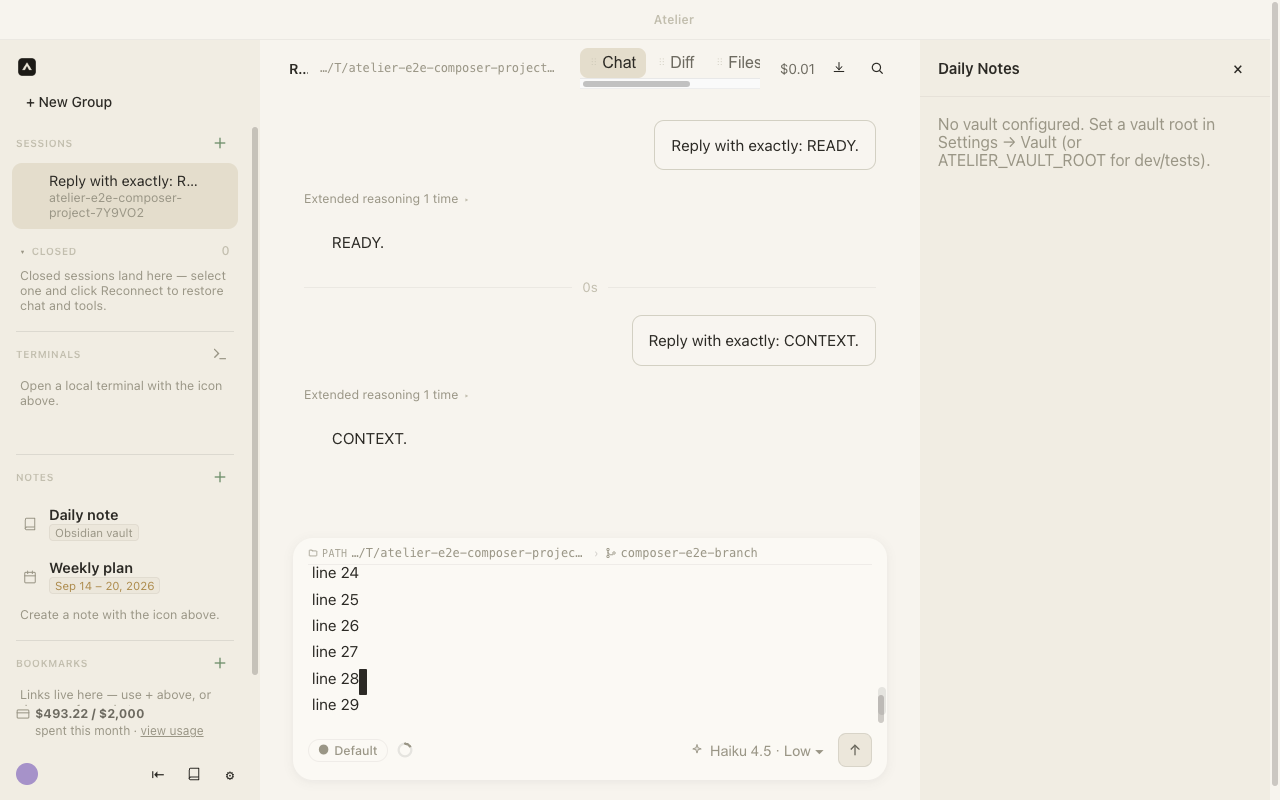 Atelier
+ New Group
SESSIONS
Reply with exactly: R...
atelier-e2e-composer-
project-7Y9VO2
CLOSED
0
Closed sessions land here — select
one and click Reconnect to restore
chat and tools.
TERMINALS
Open a local terminal with the icon
above.
NOTES
Daily note
Obsidian vault
Weekly plan
Sep 14 – 20, 2026
Create a note with the icon above.
BOOKMARKS
Links live here — use + above, or
$493.22 / $2,000
spent this month · view usage
R…
…/T/atelier-e2e-composer-project…
Chat
Diff
Files
$0.01
Reply with exactly: READY.
Extended reasoning 1 time ·
READY.
0s
Reply with exactly: CONTEXT.
Extended reasoning 1 time ·
CONTEXT.
PATH …/T/atelier-e2e-composer-projec… › composer-e2e-branch
line 24
line 25
line 26
line 27
line 28
line 29
Default
Haiku 4.5 · Low
Daily Notes
No vault configured. Set a vault root in
Settings → Vault (or
ATELIER_VAULT_ROOT for dev/tests).